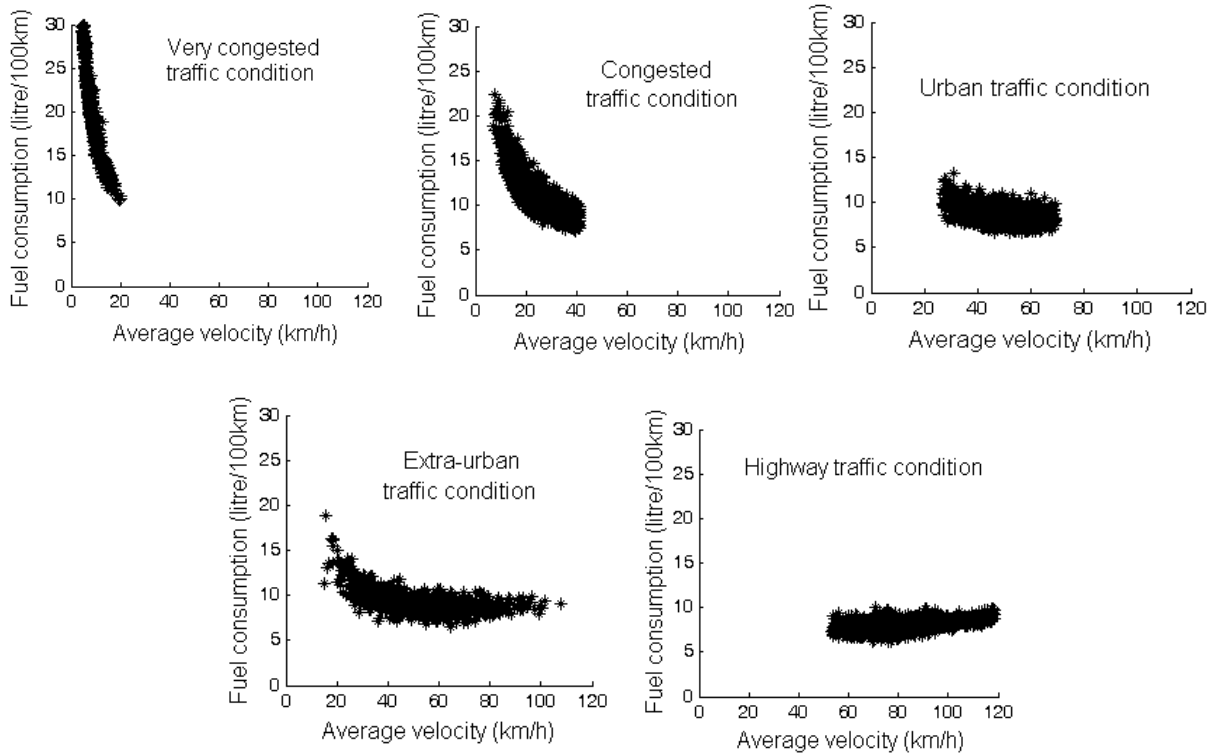 Fuel consumption (litre/100km)
30
25
20
15
10
5
0
Very congested
traffic condition
0 20 40 60 80 100 120
Average velocity (km/h)
Fuel consumption (litre/100km)
30
25
20
15
10
5
0
Congested
traffic condition
0 20 40 60 80 100 120
Average velocity (km/h)
Fuel consumption (litre/100km)
30
25
20
15
10
5
0
Urban traffic condition
0 20 40 60 80 100 120
Average velocity (km/h)
Fuel consumption (litre/100km)
30
25
20
15
10
5
0
Extra-urban
traffic condition
0 20 40 60 80 100 120
Average velocity (km/h)
Fuel consumption (litre/100km)
30
25
20
15
10
5
0
Highway traffic condition
0 20 40 60 80 100 120
Average velocity (km/h)